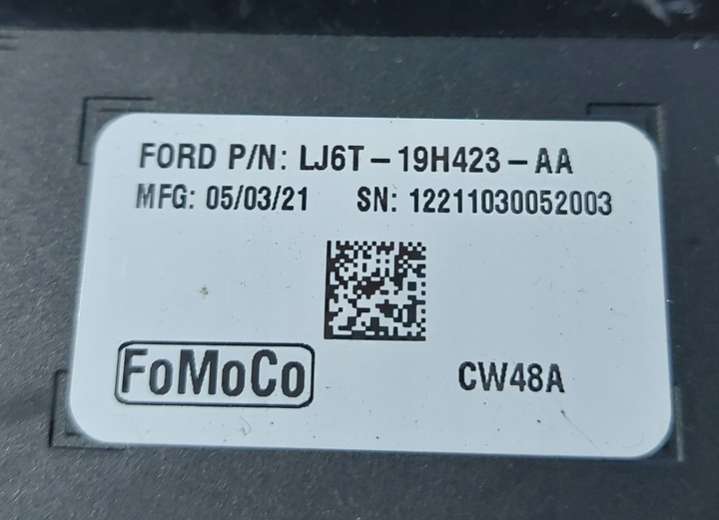 FORD P/N: LJ6T-19H423-AA
MFG: 05/03/21 SN: 12211030052003
FoMoCo CW48A